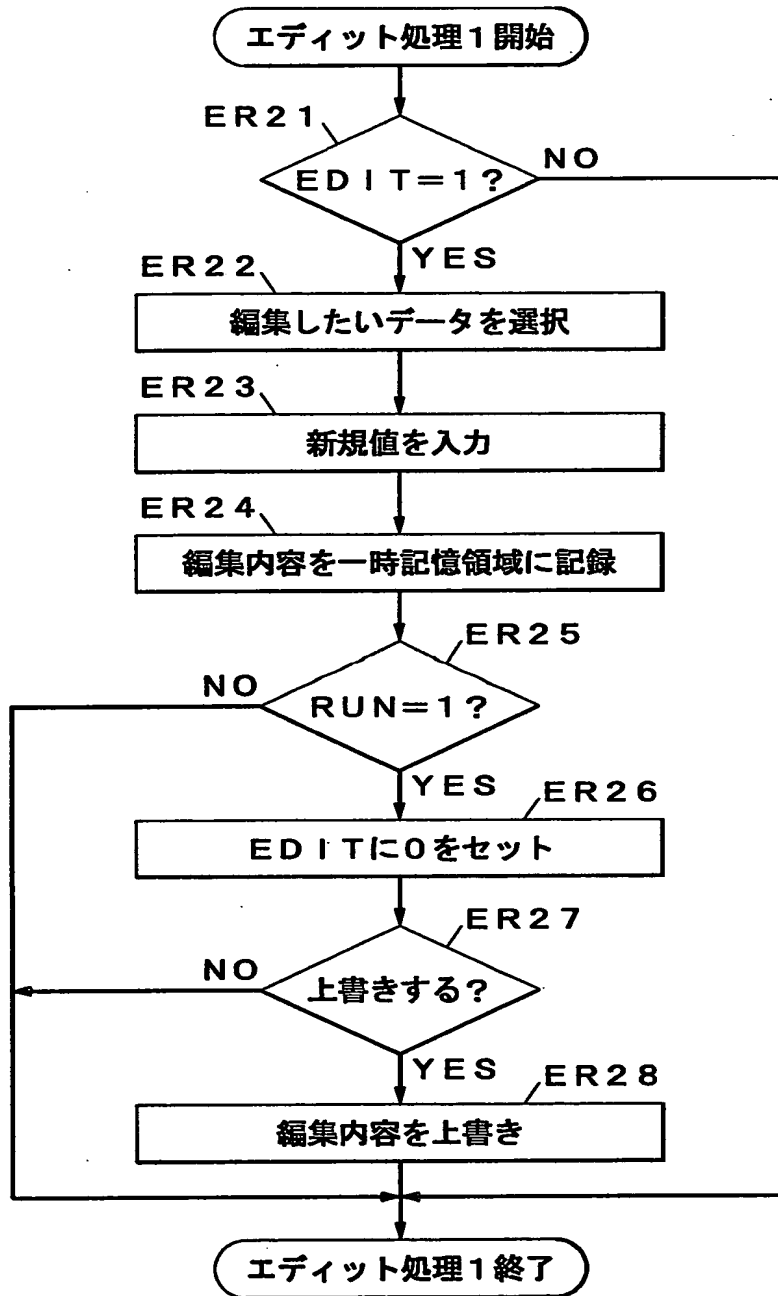 エディット処理1開始
ER21
EDIT=1?
NO
YES
ER22
編集したいデータを選択
ER23
新規値を入力
ER24
編集内容を一時記憶領域に記録
ER25
NO
RUN=1?
YES
ER26
EDITに0をセット
ER27
NO
上書きする?
YES
ER28
編集内容を上書き
エディット処理1終了